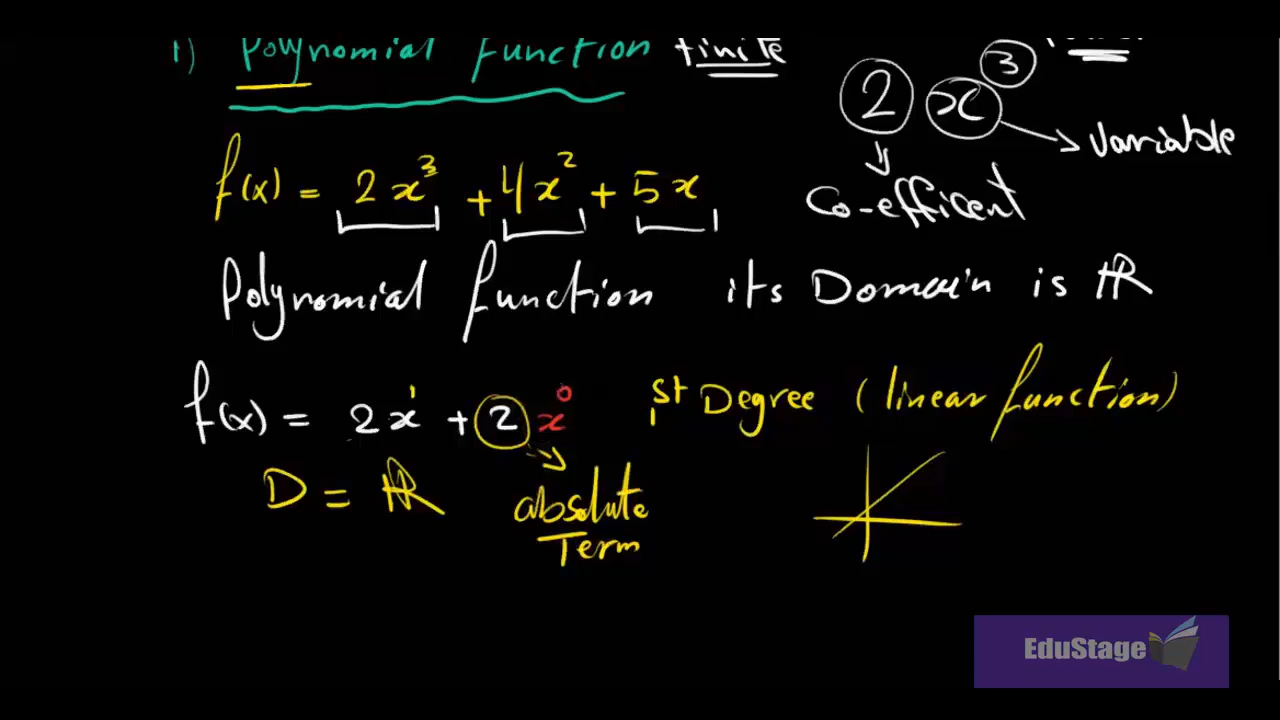 1) Polynomial function finite
2 x³ → variable
Co-efficent
f(x) = 2x³ + 4x² + 5x
Polynomial function its Domain is ℝ
f(x) = 2x¹ + 2x⁰ 1st Degree (linear function)
D = ℝ absolute
Term
EduStage